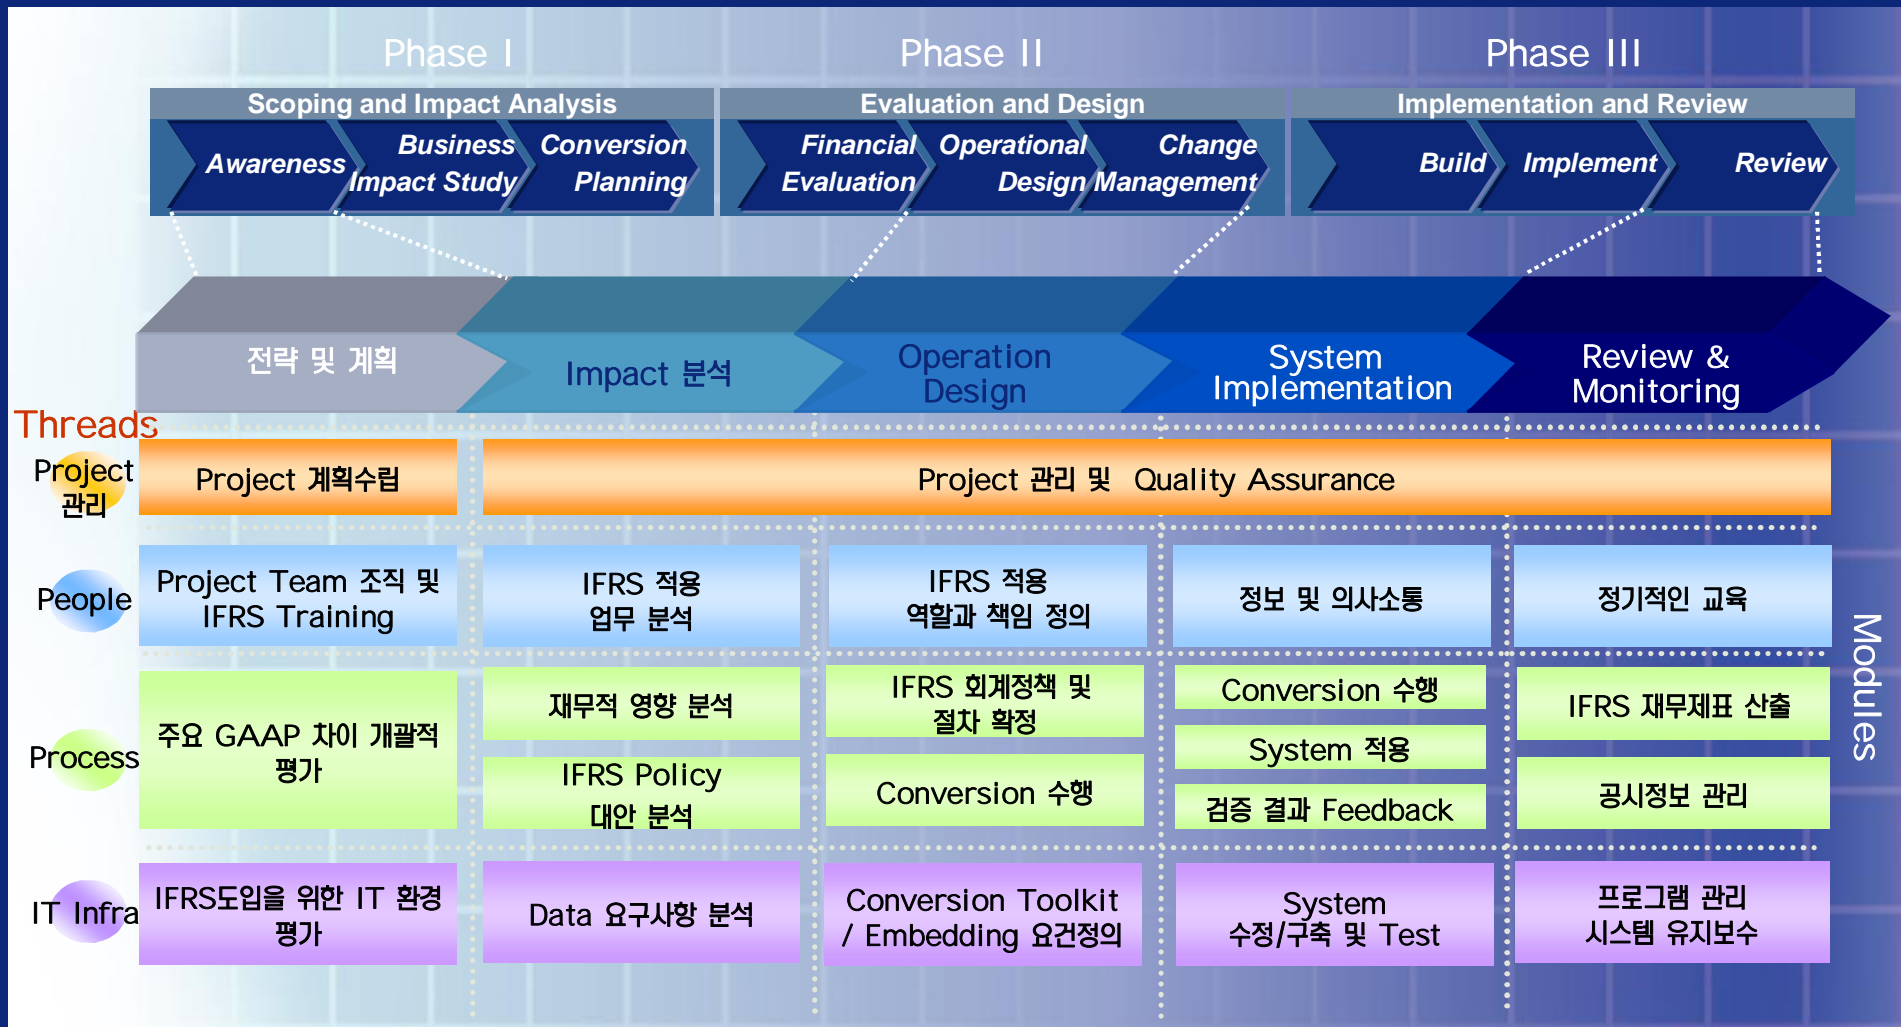 Phase I
Phase II
Phase III
Scoping and Impact Analysis
Evaluation and Design
Implementation and Review
Awareness
Business
Impact Study
Conversion
Planning
Financial
Evaluation
Operational
Design
Change
Management
Build
Implement
Review
전략 및 계획
Impact 분석
Operation
Design
System
Implementation
Review &
Monitoring
Threads
Project
관리
Project 계획수립
Project 관리 및 Quality Assurance
People
Project Team 조직 및
IFRS Training
IFRS 적용
업무 분석
IFRS 적용
역할과 책임 정의
정보 및 의사소통
정기적인 교육
Modules
Process
주요 GAAP 차이 개괄적
평가
재무적 영향 분석
IFRS Policy
대안 분석
IFRS 회계정책 및
절차 확정
Conversion 수행
Conversion 수행
System 적용
검증 결과 Feedback
IFRS 재무제표 산출
공시정보 관리
IT Infra
IFRS도입을 위한 IT 환경
평가
Data 요구사항 분석
Conversion Toolkit
/ Embedding 요건정의
System
수정/구축 및 Test
프로그램 관리
시스템 유지보수